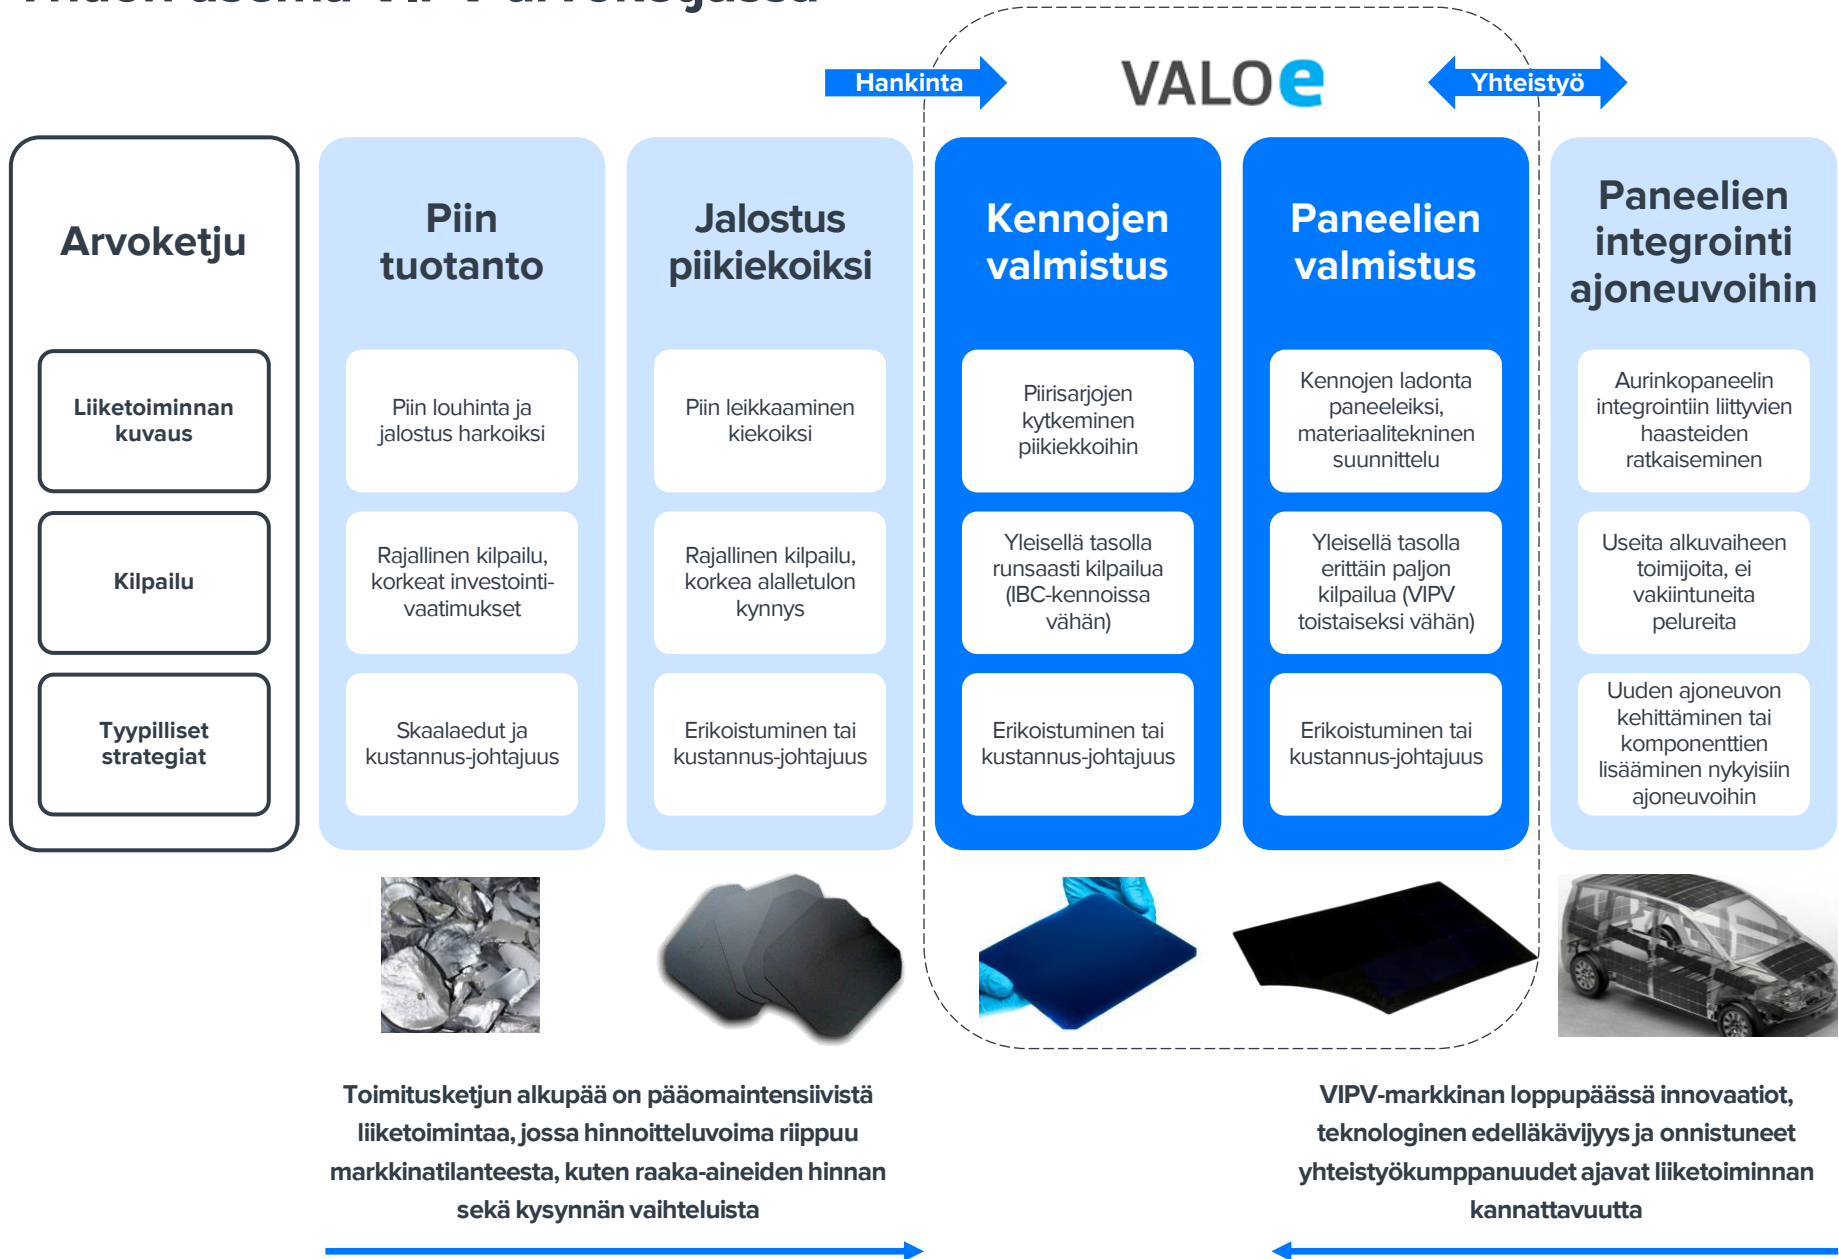 asema VIPV arvoketjussa
Hankinta
VALOe
Yhteistyö
Arvoketju
Liiketoiminnan
kuvaus
Kilpailu
Tyypilliset
strategiat
Piin
tuotanto
Piin louhinta ja
jalostus harkoiksi
Rajallinen kilpailu,
korkeat investointi-
vaatimukset
Skaalaedut ja
kustannus-johtajuus
Jalostus
piikiekoiksi
Piin leikkaaminen
kiekoiksi
Rajallinen kilpailu,
korkea alalletulon
kynnys
Erikoistuminen tai
kustannus-johtajuus
Kennojen
valmistus
Piirisarjojen
kytkeminen
piikiekkoihin
Yleisellä tasolla
runsaasti kilpailua
(IBC-kennoissa
vähän)
Erikoistuminen tai
kustannus-johtajuus
Paneelien
valmistus
Kennojen ladonta
paneeleiksi,
materiaalitekninen
suunnittelu
Yleisellä tasolla
erittäin paljon
kilpailua (VIPV
toistaiseksi vähän)
Erikoistuminen tai
kustannus-johtajuus
Paneelien
integrointi
ajoneuvoihin
Aurinkopaneelin
integrointiin liittyvien
haasteiden
ratkaiseminen
Useita alkuvaiheen
toimijoita, ei
vakiintuneita
pelureita
Uuden ajoneuvon
kehittäminen tai
komponenttien
lisääminen nykyisiin
ajoneuvoihin
Toimitusketjun alkupää on pääomaintensiivistä
liiketoimintaa, jossa hinnoitteluvoima riippuu
markkinatilanteesta, kuten raaka-aineiden hinnan
sekä kysynnän vaihteluista
VIPV-markkinan loppupäässä innovaatiot,
teknologinen edelläkävijyys ja onnistuneet
yhteistyökumppanuudet ajavat liiketoiminnan
kannattavuutta